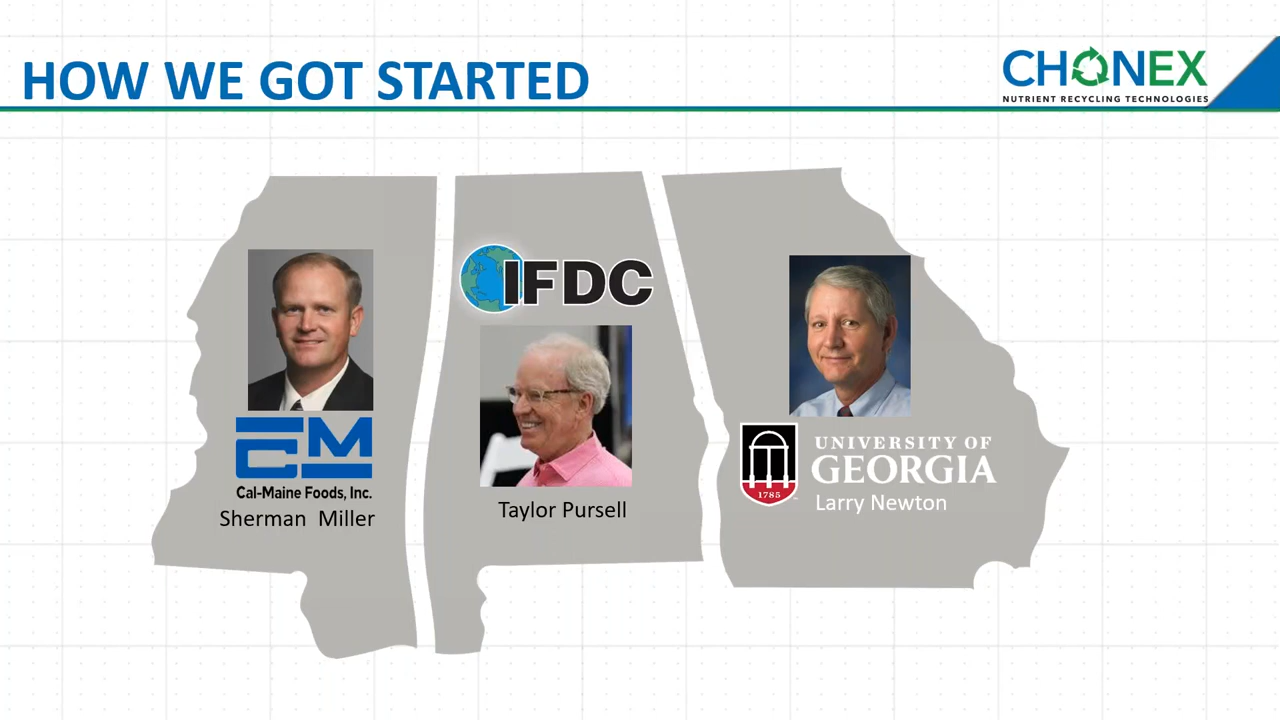 HOW WE GOT STARTED
CHONEX
NUTRIENT RECYCLING TECHNOLOGIES
IFDC
CM
Cal-Maine Foods, Inc.
Sherman Miller
Taylor Pursell
UNIVERSITY OF
GEORGIA
1785
Larry Newton